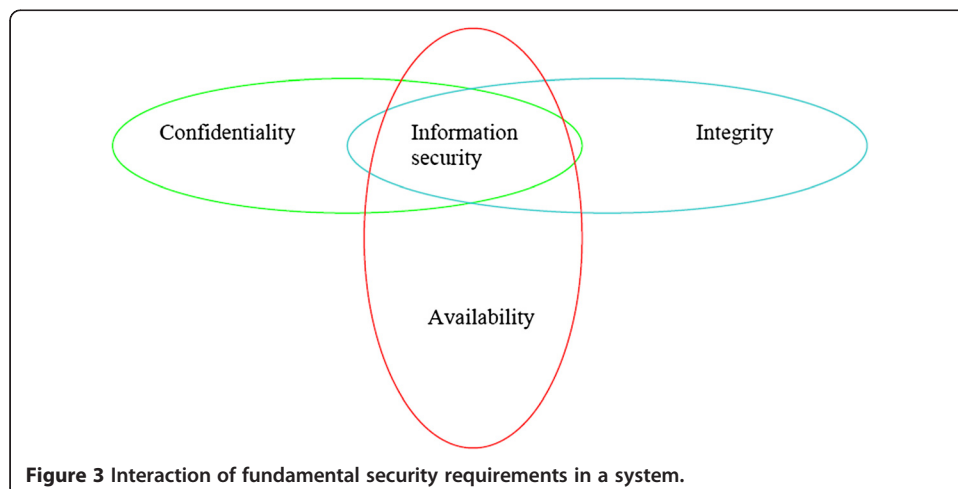 Confidentiality
Information
security
Integrity
Availability
Figure 3 Interaction of fundamental security requirements in a system.